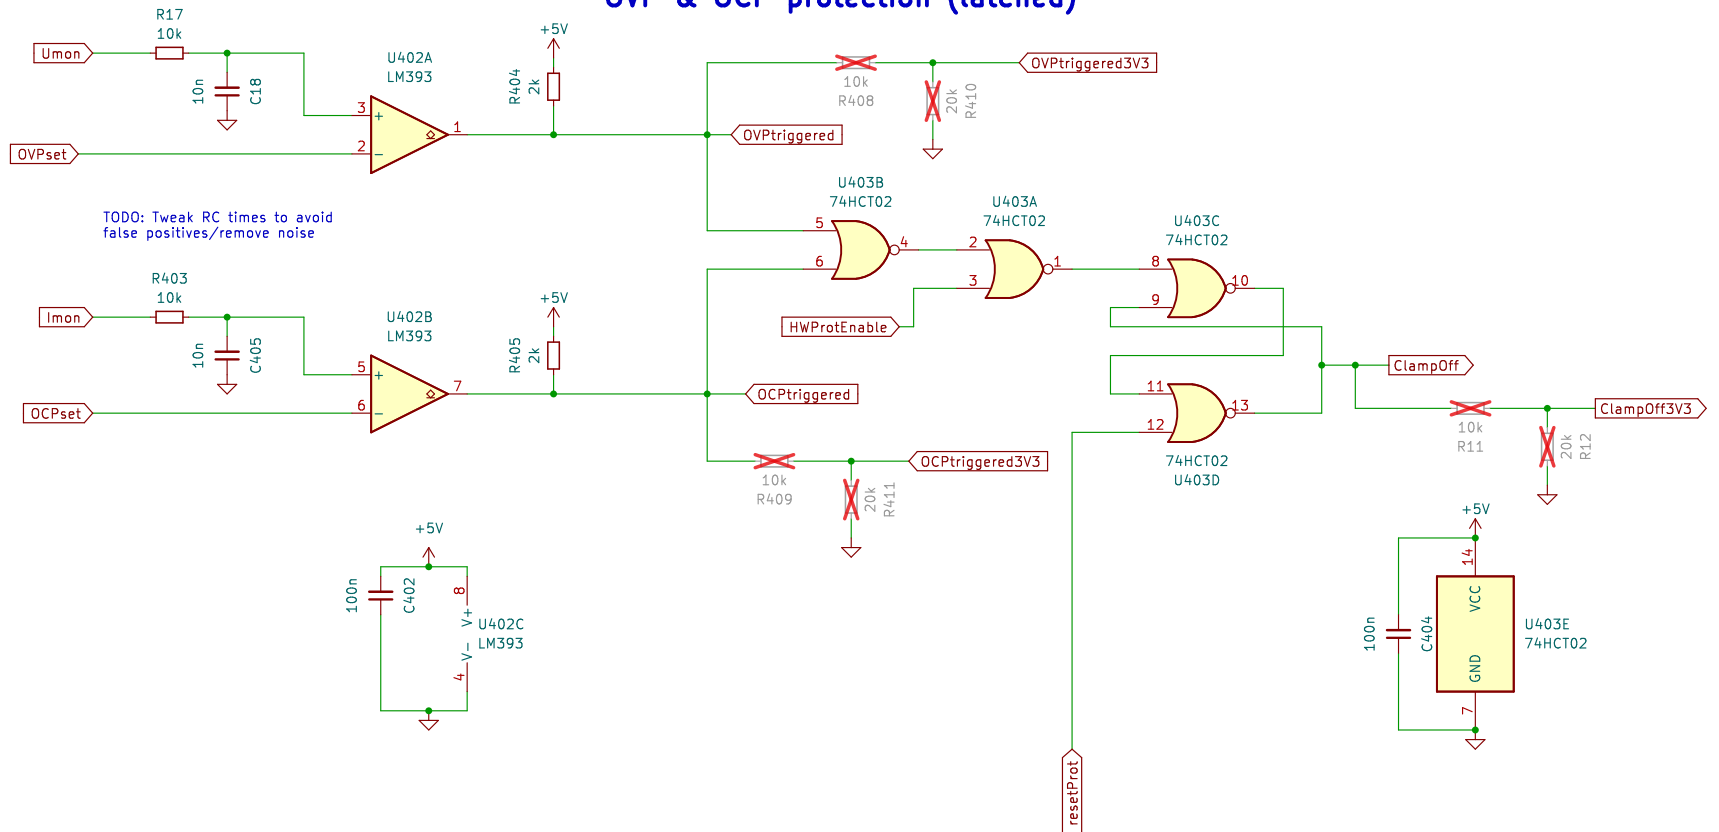 OVP & OCP protection (latched)
R17
10k
Umon
10n
C18
U402A
LM393
3
+
2
−
1
OVPset
+5V
R404
2k
10k
R408
OVPtriggered3V3
20k
R410
OVPtriggered
TODO: Tweak RC times to avoid
false positives/remove noise
U403B
74HCT02
5
6
4
U403A
74HCT02
2
3
1
HWProtEnable
U403C
74HCT02
8
9
10
R403
10k
Imon
10n
C405
U402B
LM393
5
+
6
−
7
OCPset
+5V
R405
2k
OCPtriggered
10k
R409
OCPtriggered3V3
20k
R411
11
12
13
74HCT02
U403D
ClampOff
10k
R11
ClampOff3V3
20k
R12
+5V
100n
C402
8
V+
V−
4
U402C
LM393
+5V
14
VCC
GND
7
100n
C404
U403E
74HCT02
resetProt